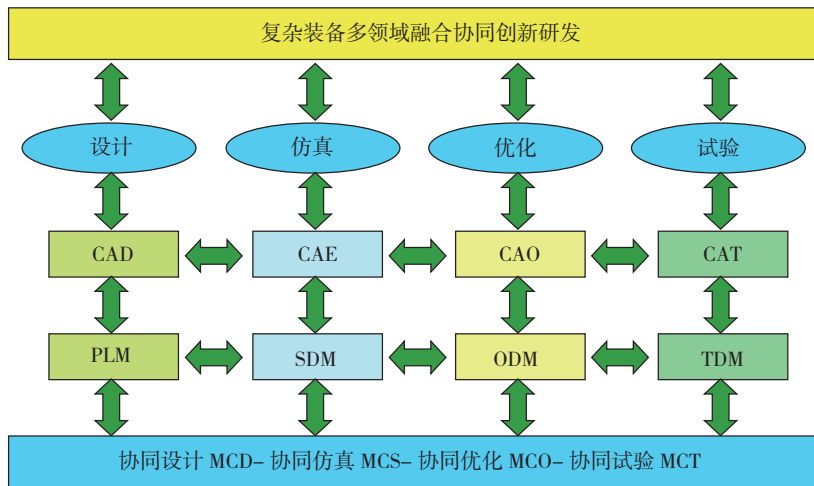 复杂装备多领域融合协同创新研发
设计 仿真 优化 试验
CAD CAE CAO CAT
PLM SDM ODM TDM
协同设计 MCD– 协同仿真 MCS– 协同优化 MCO– 协同试验 MCT